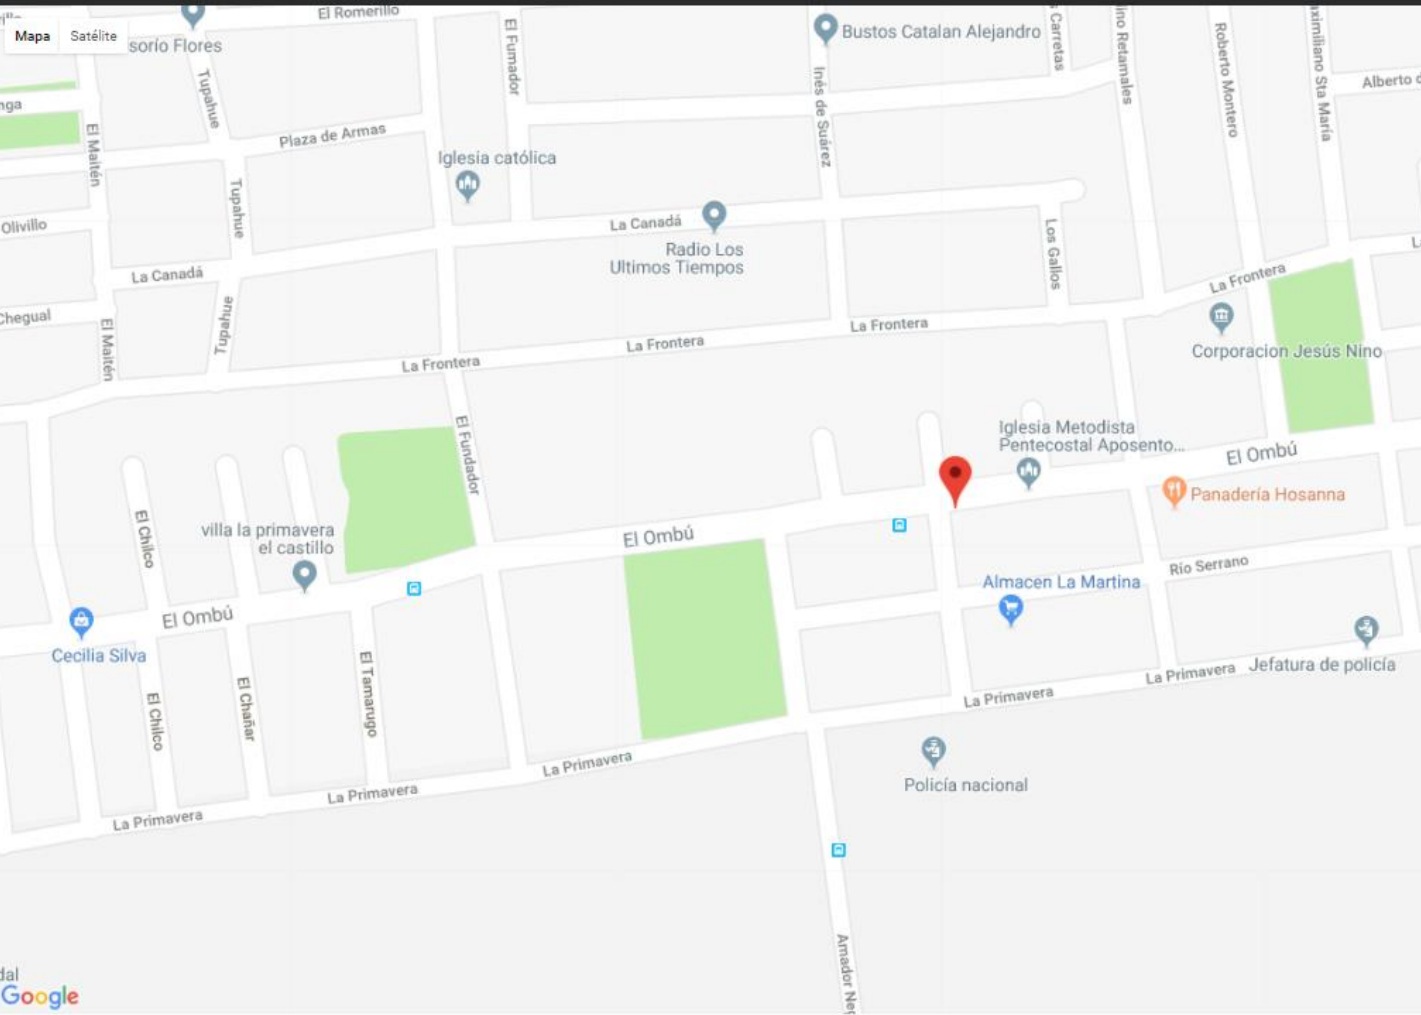 Mapa
Satélite
El Romerillo
sorío Flores
Tupahue
El Fumador
Bustos Catalan Alejandro
Carretas
Inés de Suárez
Retamales
Roberto Montero
Sta María
Alberto
El Maitén
Plaza de Armas
Iglesia católica
Tupahue
Olivillo
La Canadá
Radio Los
Ultimos Tiempos
Los Gallos
La Canadá
La Frontera
Chegual
Tupahue
El Maitén
La Frontera
La Frontera
La Frontera
Corporacion Jesús Nino
El Fundador
Iglesia Metodista
Pentecostal Aposento...
El Ombú
Panadería Hosanna
El Chilco
villa la primavera
el castillo
El Ombú
Río Serrano
Almacen La Martina
El Ombú
Cecilia Silva
El Chilco
El Chañar
El Tamarugo
La Primavera
La Primavera
Jefatura de policía
La Primavera
La Primavera
La Primavera
Policía nacional
Amador
Google